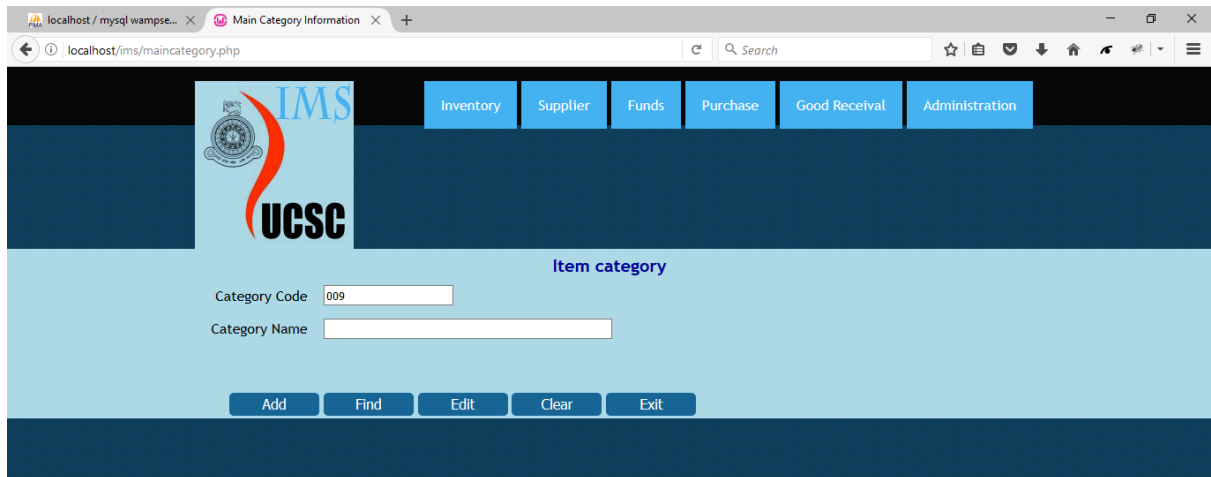 localhost / mysql wampse...
Main Category Information
localhost/ims/maincategory.php
Search
IMS
UCSC
Inventory Supplier Funds Purchase Good Receival Administration
Item category
Category Code 009
Category Name
Add Find Edit Clear Exit